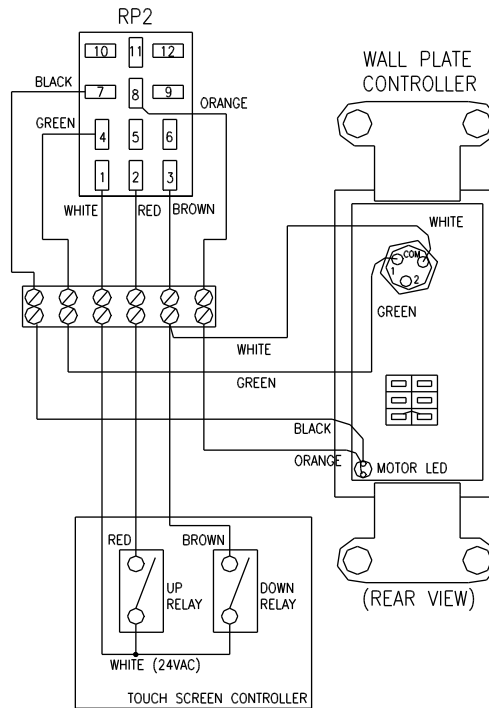 RP2
10 11 12
BLACK 7 8 9 ORANGE
GREEN 4 5 6
1 2 3
WHITE RED BROWN
WALL PLATE
CONTROLLER
WHITE
COM
1
2
GREEN
WHITE
GREEN
BLACK
ORANGE
MOTOR LED
(REAR VIEW)
RED BROWN
UP
RELAY
DOWN
RELAY
WHITE (24VAC)
TOUCH SCREEN CONTROLLER